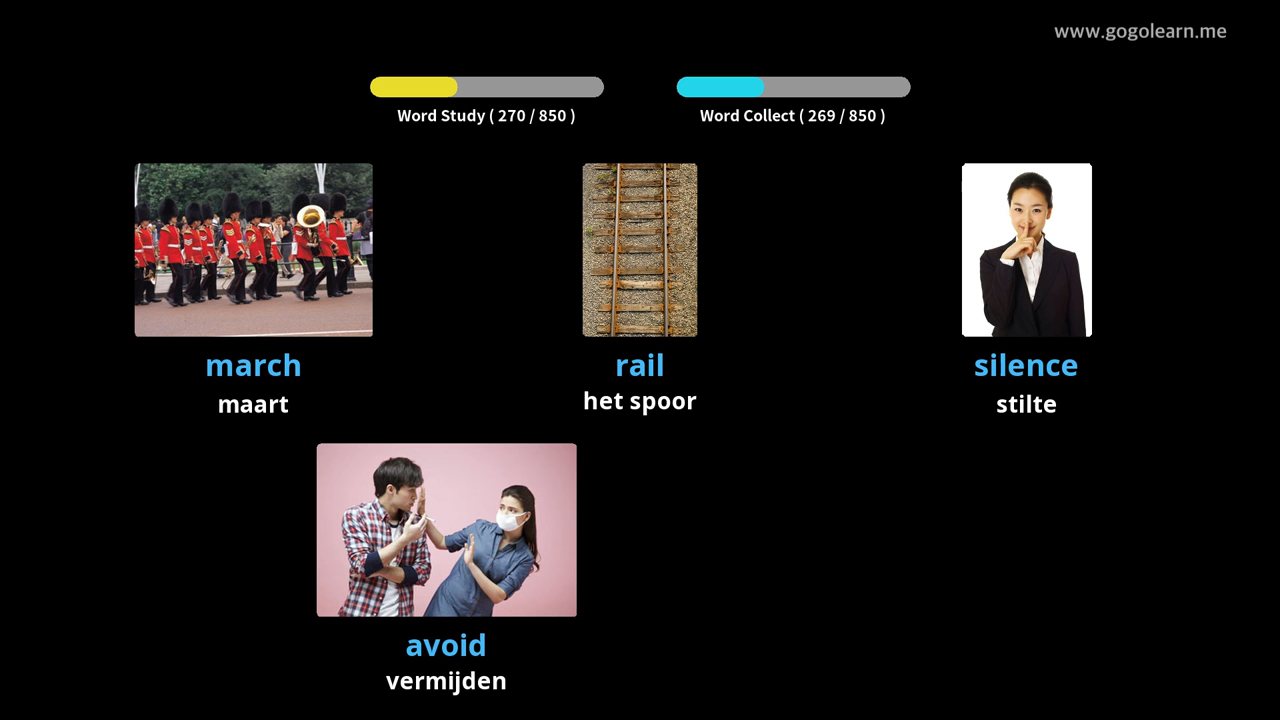 www.gogolearn.me
Word Study ( 270 / 850 )
Word Collect ( 269 / 850 )
march
maart
rail
het spoor
silence
stilte
avoid
vermijden